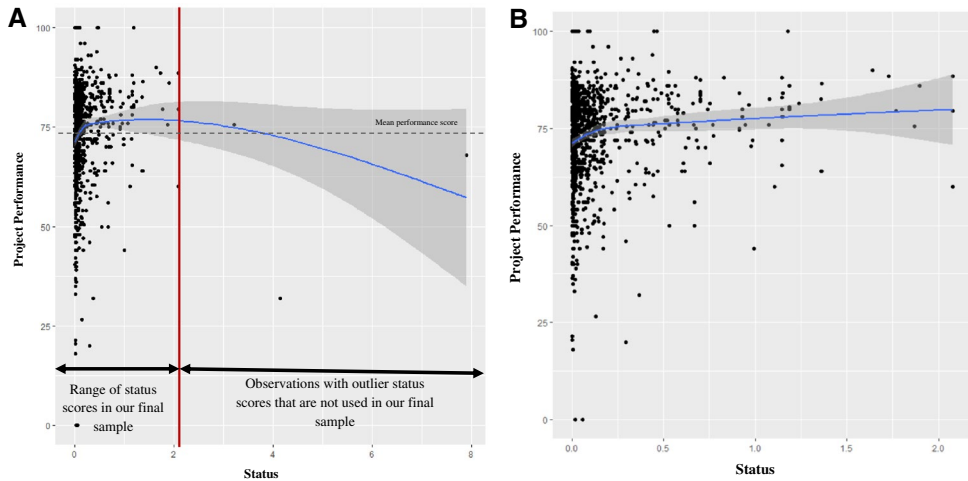 A
100
75
50
25
0
Project Performance
Mean performance score
Range of status
scores in our final
sample
Observations with outlier status
scores that are not used in our final
sample
0
2
4
6
8
Status
B
100
75
50
25
0
Project Performance
0.0
0.5
1.0
1.5
2.0
Status